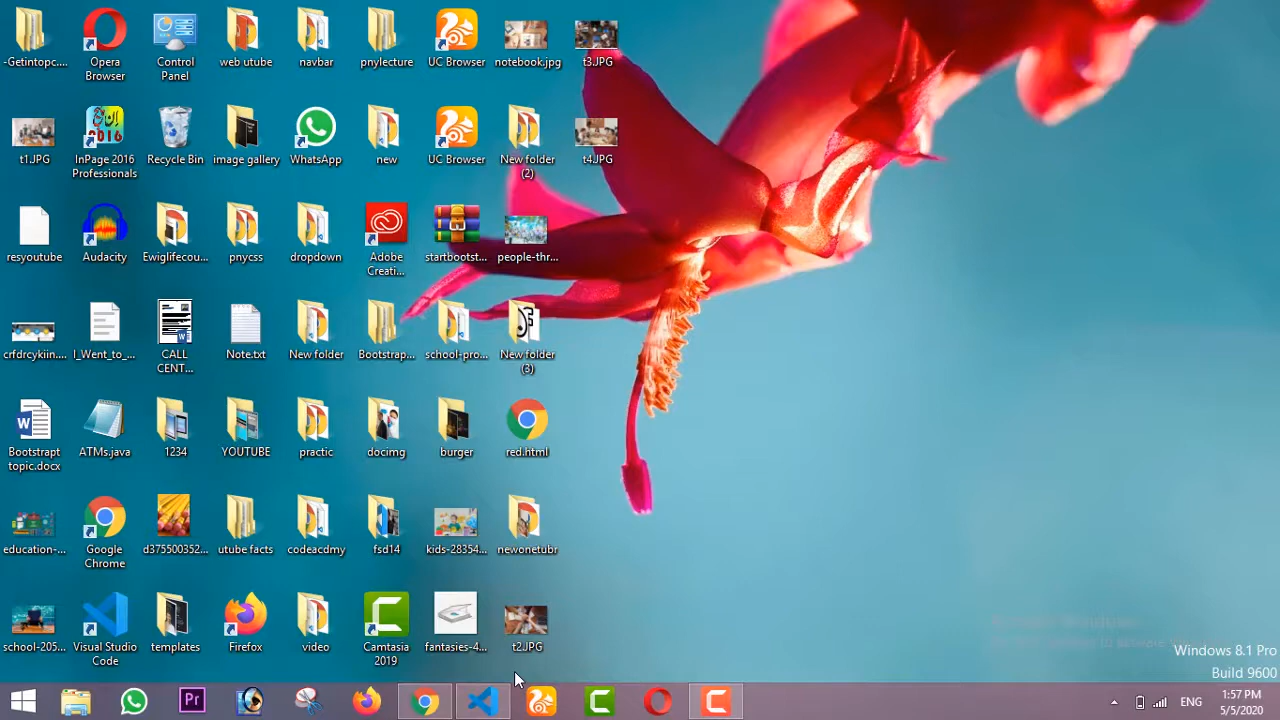 -Getintopc....
Opera
Browser
Control
Panel
web utube
navbar
pnylecture
UC Browser
notebook.jpg
t3.JPG
t1.JPG
InPage 2016
Professionals
Recycle Bin
image gallery
WhatsApp
new
UC Browser
New folder
(2)
t4.JPG
resyoutube
Audacity
Ewiglifecou...
pnycss
dropdown
Adobe
Creati...
startbootst...
people-thr...
crfdrcykiin....
I_Went_to_...
CALL
CENT...
Note.txt
New folder
Bootstrap...
school-pro...
New folder
(3)
Bootstrapt
topic.docx
ATMs.java
1234
YOUTUBE
practic
docimg
burger
red.html
education-...
Google
Chrome
d375500352...
utube facts
codeacdmy
fsd14
kids-28354...
newonetubr
school-205...
Visual Studio
Code
templates
Firefox
video
Camtasia
2019
fantasies-4...
t2.JPG
Windows 8.1 Pro
Build 9600
Pr
ENG
1:57 PM
5/5/2020